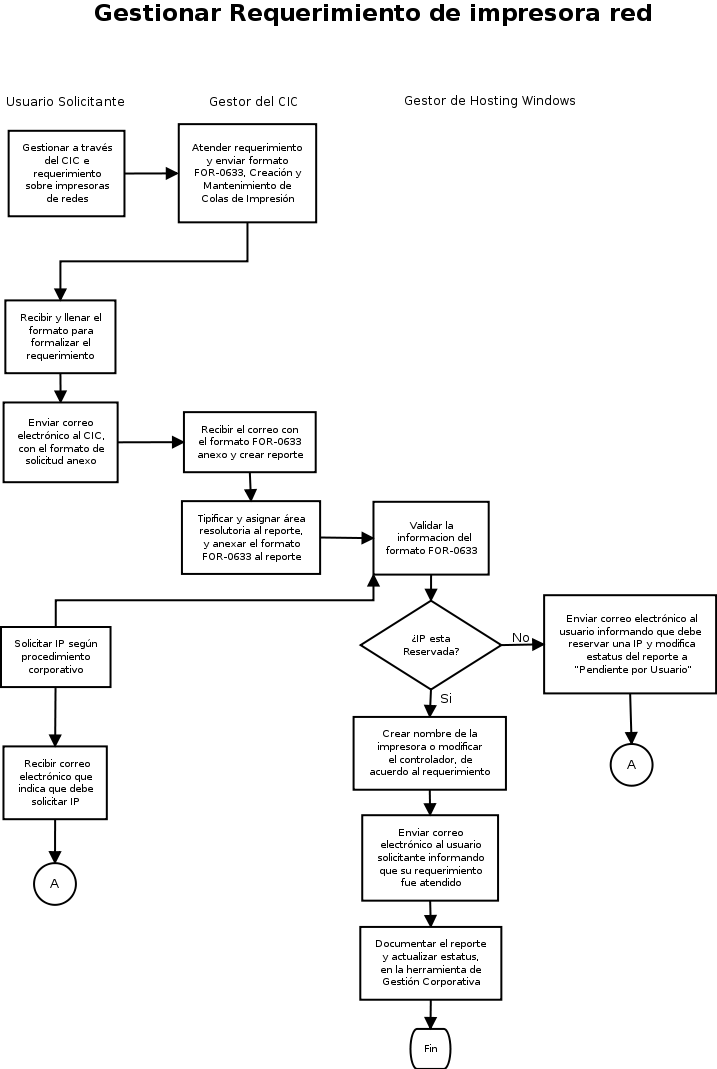 Gestionar Requerimiento de impresora red
Usuario Solicitante
Gestor del CIC
Gestor de Hosting Windows
Gestionar a través
del CIC e
requerimiento
sobre impresoras
de redes
Atender requerimiento
y enviar formato
FOR-0633, Creación y
Mantenimiento de
Colas de Impresión
Recibir y llenar el
formato para
formalizar el
requerimiento
Enviar correo
electrónico al CIC,
con el formato de
solicitud anexo
Recibir el correo con
el formato FOR-0633
anexo y crear reporte
Tipificar y asignar área
resolutoria al reporte,
y anexar el formato
FOR-0633 al reporte
Validar la
informacion del
formato FOR-0633
¿IP esta
Reservada?
No
Enviar correo electrónico al
usuario informando que debe
reservar una IP y modifica
estatus del reporte a
"Pendiente por Usuario"
A
Si
Solicitar IP según
procedimiento
corporativo
Recibir correo
electrónico que
indica que debe
solicitar IP
A
Crear nombre de la
impresora o modificar
el controlador, de
acuerdo al requerimiento
Enviar correo
electrónico al usuario
solicitante informando
que su requerimiento
fue atendido
Documentar el reporte
y actualizar estatus,
en la herramienta de
Gestión Corporativa
Fin